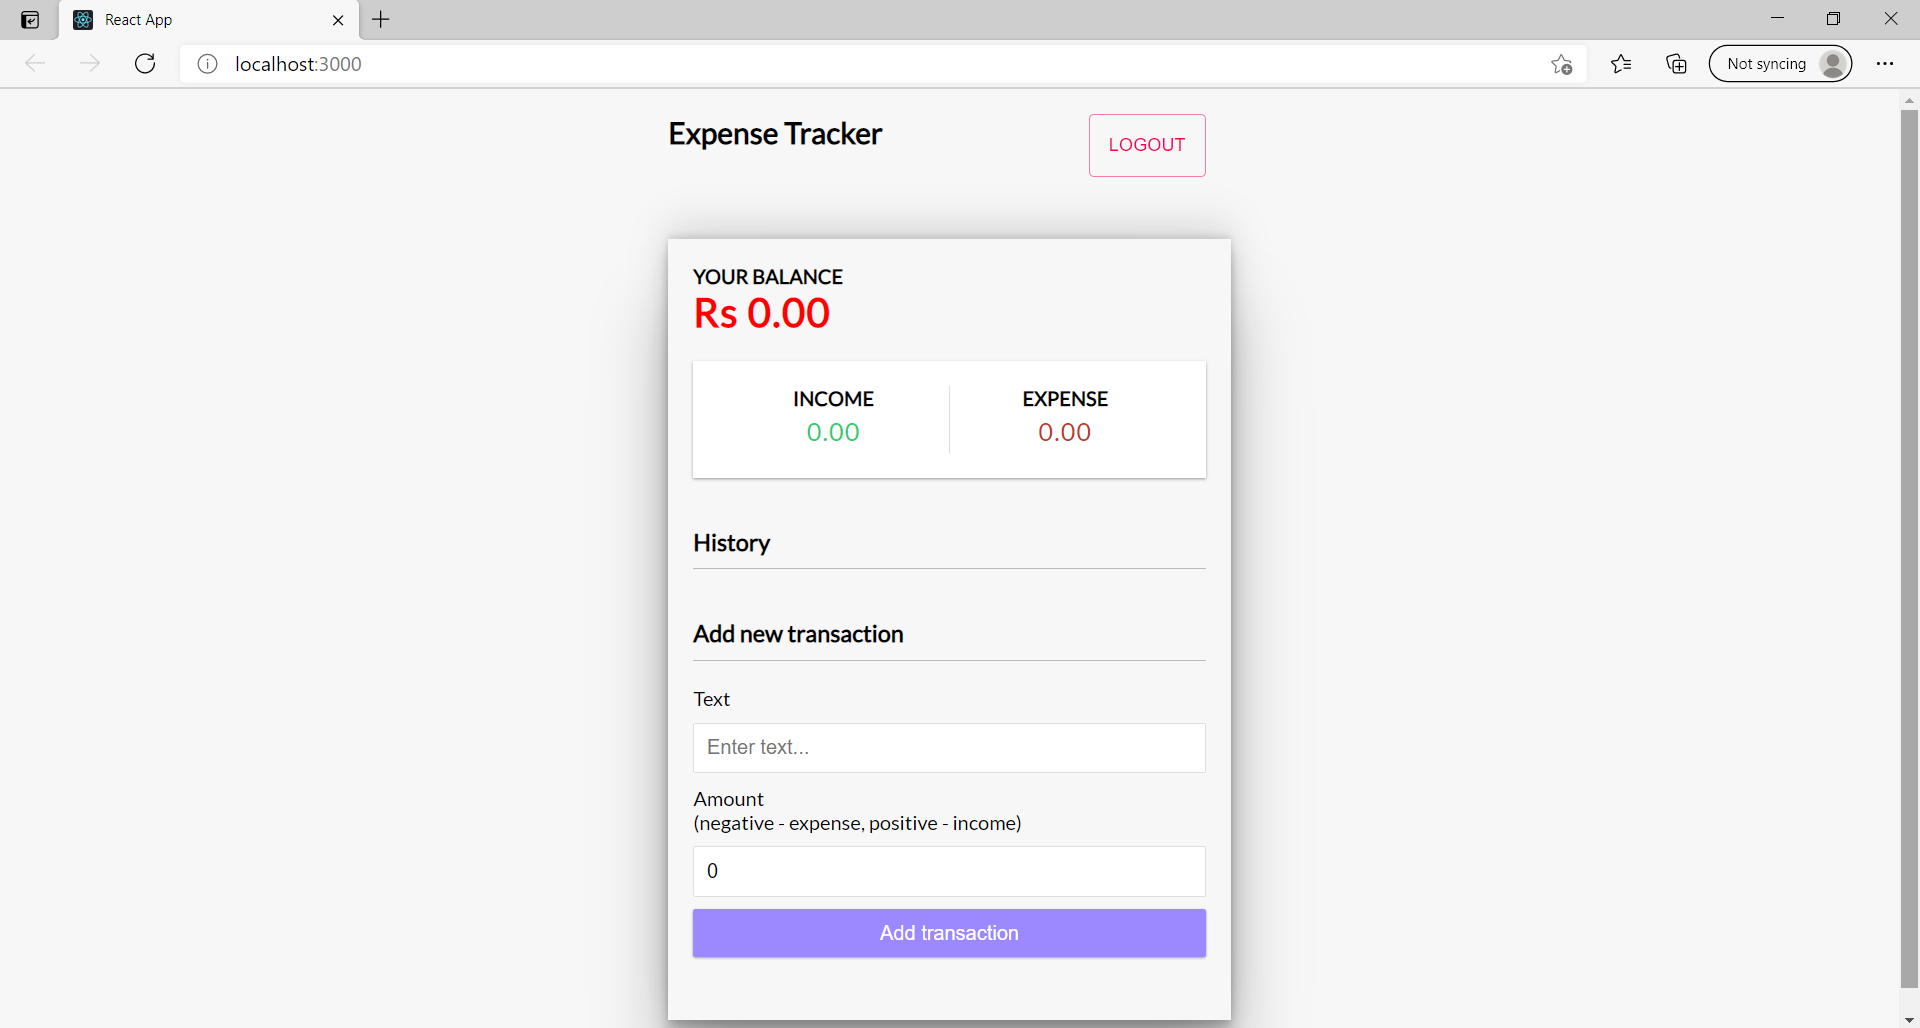 React App
localhost:3000
Not syncing
Expense Tracker
LOGOUT
YOUR BALANCE
Rs 0.00
INCOME
EXPENSE
0.00
0.00
History
Add new transaction
Text
Enter text...
Amount
(negative - expense, positive - income)
0
Add transaction